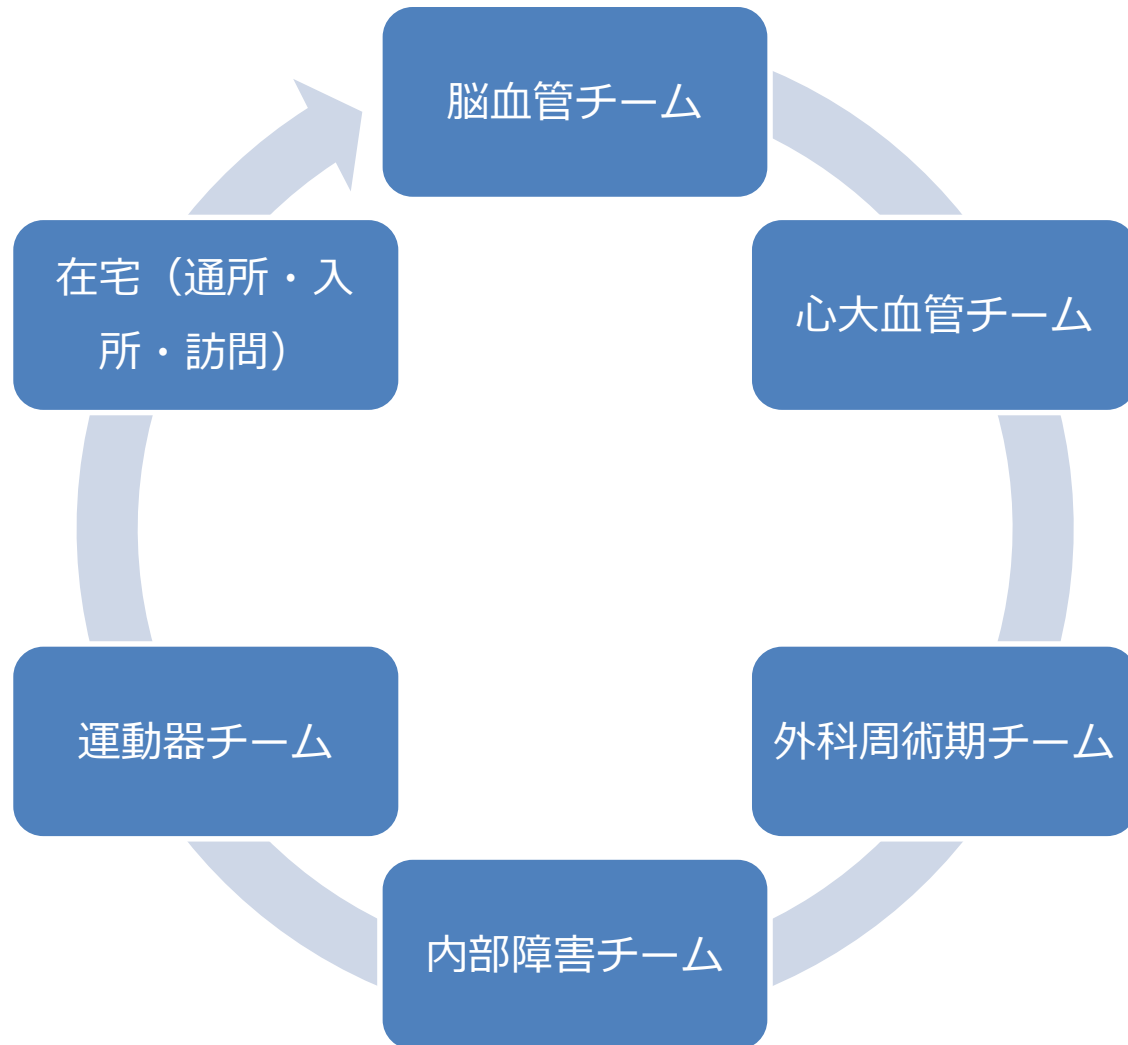 脳血管チーム
心大血管チーム
外科周術期チーム
内部障害チーム
運動器チーム
在宅（通所・入
所・訪問）